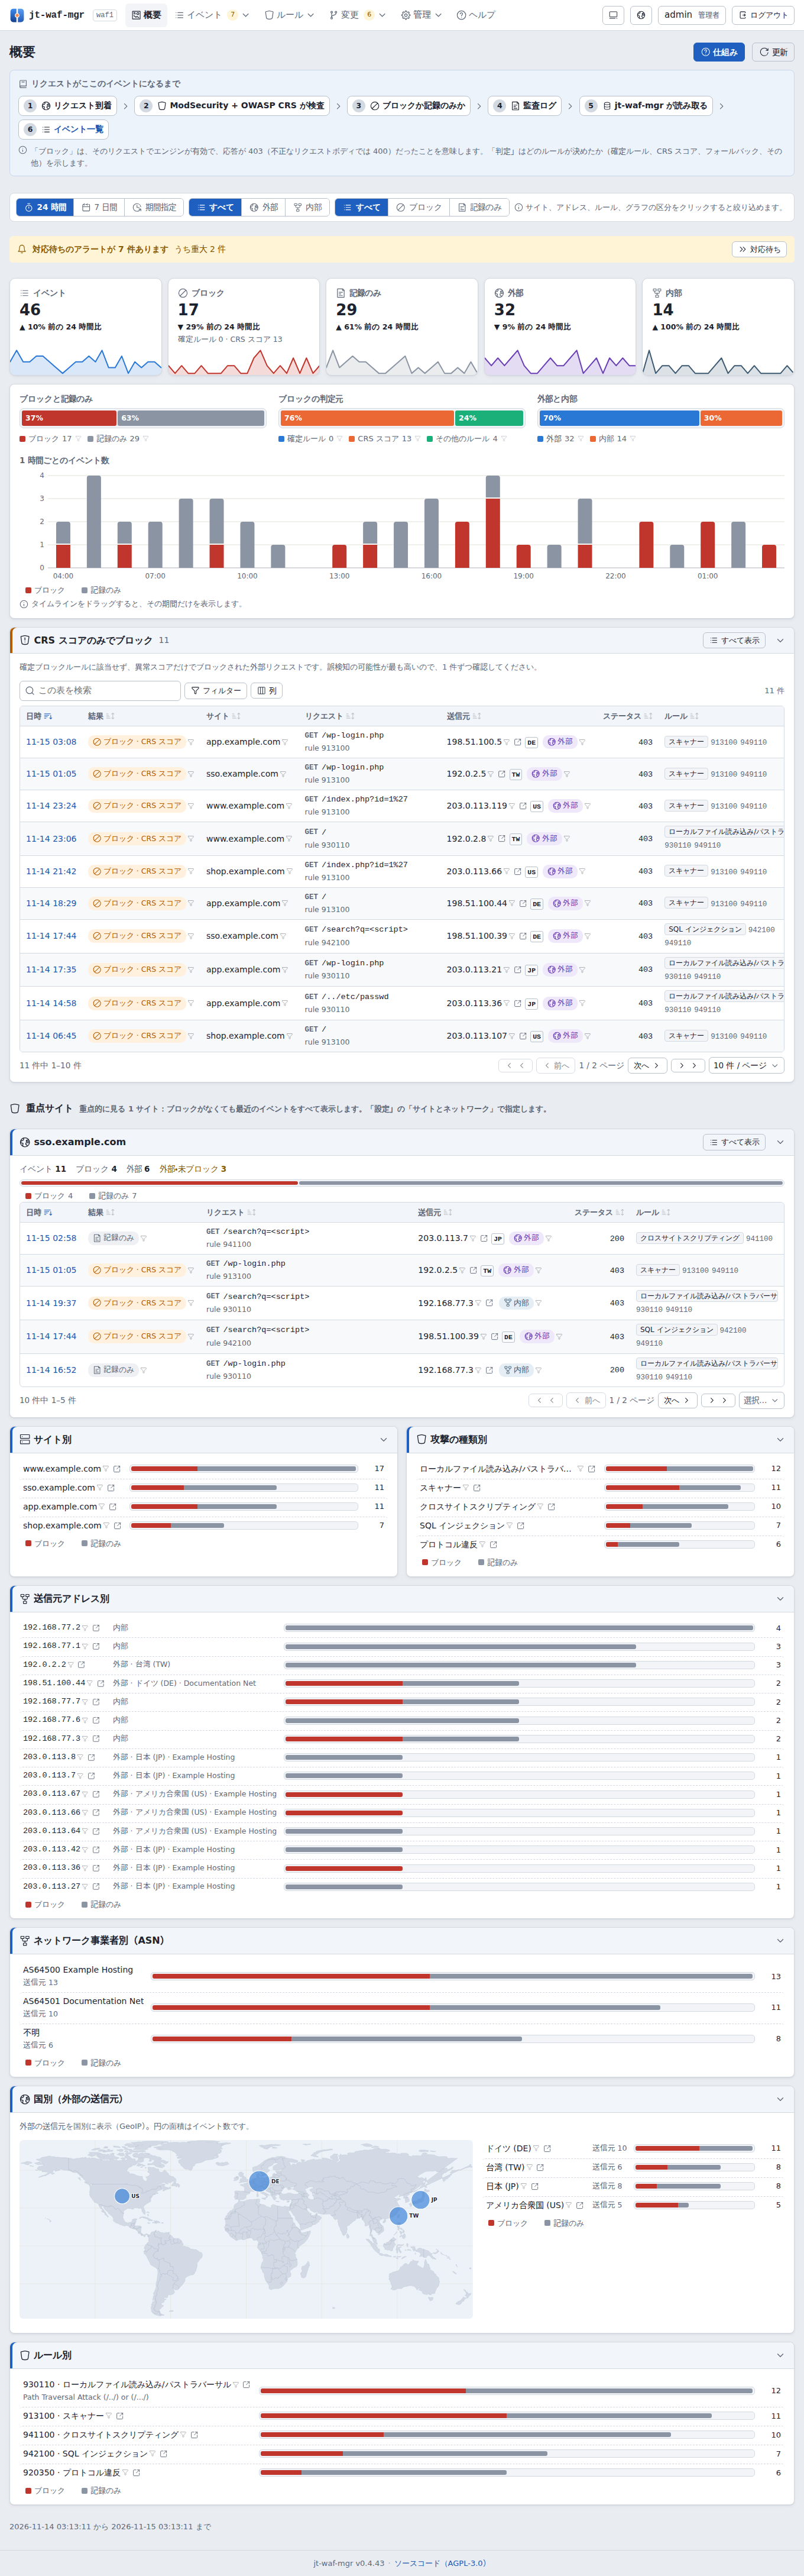 jt-waf-mgr waf1 概要 イベント 7 ルール 変更 6 管理 ヘルプ admin 管理者 ログアウト
概要 仕組み 更新
リクエストがここのイベントになるまで
1 リクエスト到着 2 ModSecurity + OWASP CRS が検査 3 ブロックか記録のみか 4 監査ログ 5 jt-waf-mgr が読み取る
6 イベント一覧
「ブロック」は、そのリクエストでエンジンが有効で、応答が 403（不正なリクエストボディでは 400）だったことを意味します。「判定」はどのルールが決めたか（確定ルール、CRS スコア、フォールバック、その
他）を示します。
24 時間 7 日間 期間指定 すべて 外部 内部 すべて ブロック 記録のみ サイト、アドレス、ルール、グラフの区分をクリックすると絞り込めます。
対応待ちのアラートが 7 件あります うち重大 2 件 対応待ち
イベント ブロック 記録のみ 外部 内部
46 17 29 32 14
▲ 10% 前の 24 時間比 ▼ 29% 前の 24 時間比 ▲ 61% 前の 24 時間比 ▼ 9% 前の 24 時間比 ▲ 100% 前の 24 時間比
確定ルール 0 · CRS スコア 13
ブロックと記録のみ ブロックの判定元 外部と内部
37% 63% 76% 24% 70% 30%
ブロック 17 記録のみ 29 確定ルール 0 CRS スコア 13 その他のルール 4 外部 32 内部 14
1 時間ごとのイベント数
4
3
2
1
0
04:00 07:00 10:00 13:00 16:00 19:00 22:00 01:00
ブロック 記録のみ
タイムラインをドラッグすると、その期間だけを表示します。
CRS スコアのみでブロック 11 すべて表示
確定ブロックルールに該当せず、異常スコアだけでブロックされた外部リクエストです。誤検知の可能性が最も高いので、1 件ずつ確認してください。
この表を検索 フィルター 列 11 件
日時 結果 サイト リクエスト 送信元 ステータス ルール
11-15 03:08 ブロック · CRS スコア app.example.com GET /wp-login.php rule 913100 198.51.100.5 DE 外部 403 スキャナー 913100 949110
11-15 01:05 ブロック · CRS スコア sso.example.com GET /wp-login.php rule 913100 192.0.2.5 TW 外部 403 スキャナー 913100 949110
11-14 23:24 ブロック · CRS スコア www.example.com GET /index.php?id=1%27 rule 913100 203.0.113.119 US 外部 403 スキャナー 913100 949110
11-14 23:06 ブロック · CRS スコア www.example.com GET / rule 930110 192.0.2.8 TW 外部 403 ローカルファイル読み込み/パストラ 930110 949110
11-14 21:42 ブロック · CRS スコア shop.example.com GET /index.php?id=1%27 rule 913100 203.0.113.66 US 外部 403 スキャナー 913100 949110
11-14 18:29 ブロック · CRS スコア app.example.com GET / rule 913100 198.51.100.44 DE 外部 403 スキャナー 913100 949110
11-14 17:44 ブロック · CRS スコア sso.example.com GET /search?q=<script> rule 942100 198.51.100.39 DE 外部 403 SQL インジェクション 942100 949110
11-14 17:35 ブロック · CRS スコア app.example.com GET /wp-login.php rule 930110 203.0.113.21 JP 外部 403 ローカルファイル読み込み/パストラ 930110 949110
11-14 14:58 ブロック · CRS スコア app.example.com GET /../etc/passwd rule 930110 203.0.113.36 JP 外部 403 ローカルファイル読み込み/パストラ 930110 949110
11-14 06:45 ブロック · CRS スコア shop.example.com GET / rule 913100 203.0.113.107 US 外部 403 スキャナー 913100 949110
11 件中 1–10 件 前へ 1 / 2 ページ 次へ 10 件 / ページ
重点サイト 重点的に見る 1 サイト：ブロックがなくても最近のイベントをすべて表示します。「設定」の「サイトとネットワーク」で指定します。
sso.example.com すべて表示
イベント 11 ブロック 4 外部 6 外部・未ブロック 3
ブロック 4 記録のみ 7
日時 結果 リクエスト 送信元 ステータス ルール
11-15 02:58 記録のみ GET /search?q=<script> rule 941100 203.0.113.7 JP 外部 200 クロスサイトスクリプティング 941100
11-15 01:05 ブロック · CRS スコア GET /wp-login.php rule 913100 192.0.2.5 TW 外部 403 スキャナー 913100 949110
11-14 19:37 ブロック · CRS スコア GET /search?q=<script> rule 930110 192.168.77.3 内部 403 ローカルファイル読み込み/パストラバーサ 930110 949110
11-14 17:44 ブロック · CRS スコア GET /search?q=<script> rule 942100 198.51.100.39 DE 外部 403 SQL インジェクション 942100 949110
11-14 16:52 記録のみ GET /wp-login.php rule 930110 192.168.77.3 内部 200 ローカルファイル読み込み/パストラバーサ 930110 949110
10 件中 1–5 件 前へ 1 / 2 ページ 次へ 選択...
サイト別
www.example.com 17
sso.example.com 11
app.example.com 11
shop.example.com 7
ブロック 記録のみ
攻撃の種類別
ローカルファイル読み込み/パストラバ... 12
スキャナー 11
クロスサイトスクリプティング 10
SQL インジェクション 7
プロトコル違反 6
ブロック 記録のみ
送信元アドレス別
192.168.77.2 内部 4
192.168.77.1 内部 3
192.0.2.2 外部 · 台湾 (TW) 3
198.51.100.44 外部 · ドイツ (DE) · Documentation Net 2
192.168.77.7 内部 2
192.168.77.6 内部 2
192.168.77.3 内部 2
203.0.113.8 外部 · 日本 (JP) · Example Hosting 1
203.0.113.7 外部 · 日本 (JP) · Example Hosting 1
203.0.113.67 外部 · アメリカ合衆国 (US) · Example Hosting 1
203.0.113.66 外部 · アメリカ合衆国 (US) · Example Hosting 1
203.0.113.64 外部 · アメリカ合衆国 (US) · Example Hosting 1
203.0.113.42 外部 · 日本 (JP) · Example Hosting 1
203.0.113.36 外部 · 日本 (JP) · Example Hosting 1
203.0.113.27 外部 · 日本 (JP) · Example Hosting 1
ブロック 記録のみ
ネットワーク事業者別（ASN）
AS64500 Example Hosting 13
送信元 13
AS64501 Documentation Net 11
送信元 10
不明 8
送信元 6
ブロック 記録のみ
国別（外部の送信元）
外部の送信元を国別に表示（GeoIP）。円の面積はイベント数です。
US DE JP TW
ドイツ (DE) 送信元 10 11
台湾 (TW) 送信元 6 8
日本 (JP) 送信元 8 8
アメリカ合衆国 (US) 送信元 5 5
ブロック 記録のみ
ルール別
930110 · ローカルファイル読み込み/パストラバーサル 12
Path Traversal Attack (/../) or (/.../)
913100 · スキャナー 11
941100 · クロスサイトスクリプティング 10
942100 · SQL インジェクション 7
920350 · プロトコル違反 6
ブロック 記録のみ
2026-11-14 03:13:11 から 2026-11-15 03:13:11 まで
jt-waf-mgr v0.4.43 · ソースコード（AGPL-3.0）